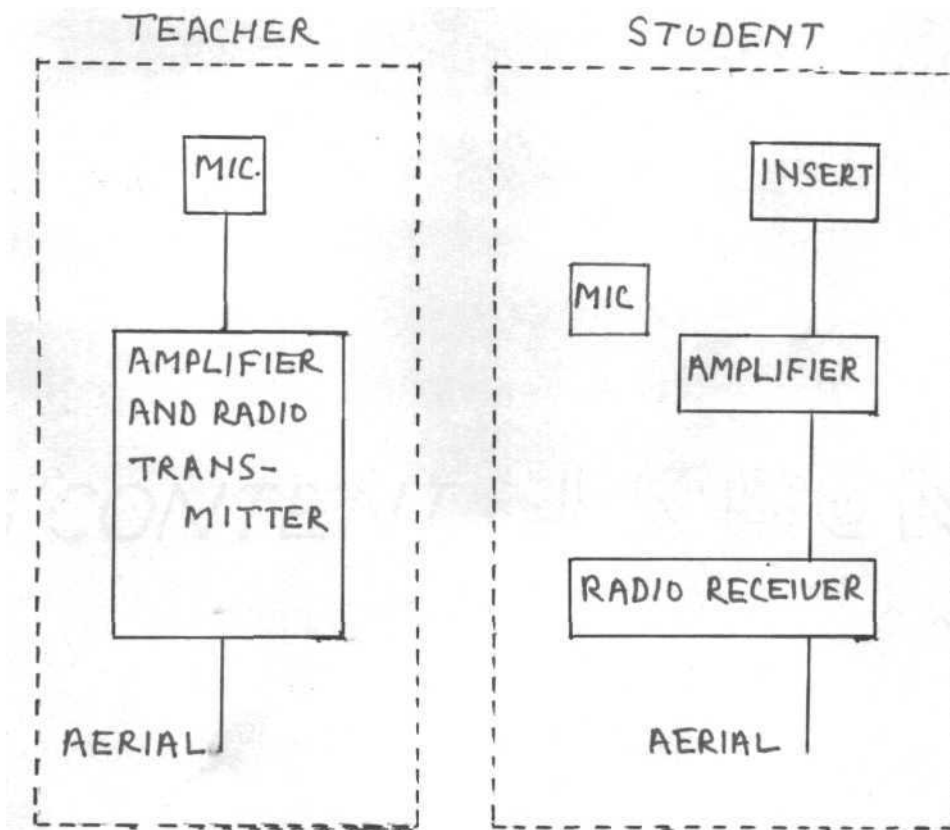 TEACHER
MIC.
AMPLIFIER
AND RADIO
TRANS-
MITTER
AERIAL
STUDENT
INSERT
MIC
AMPLIFIER
RADIO RECEIVER
AERIAL